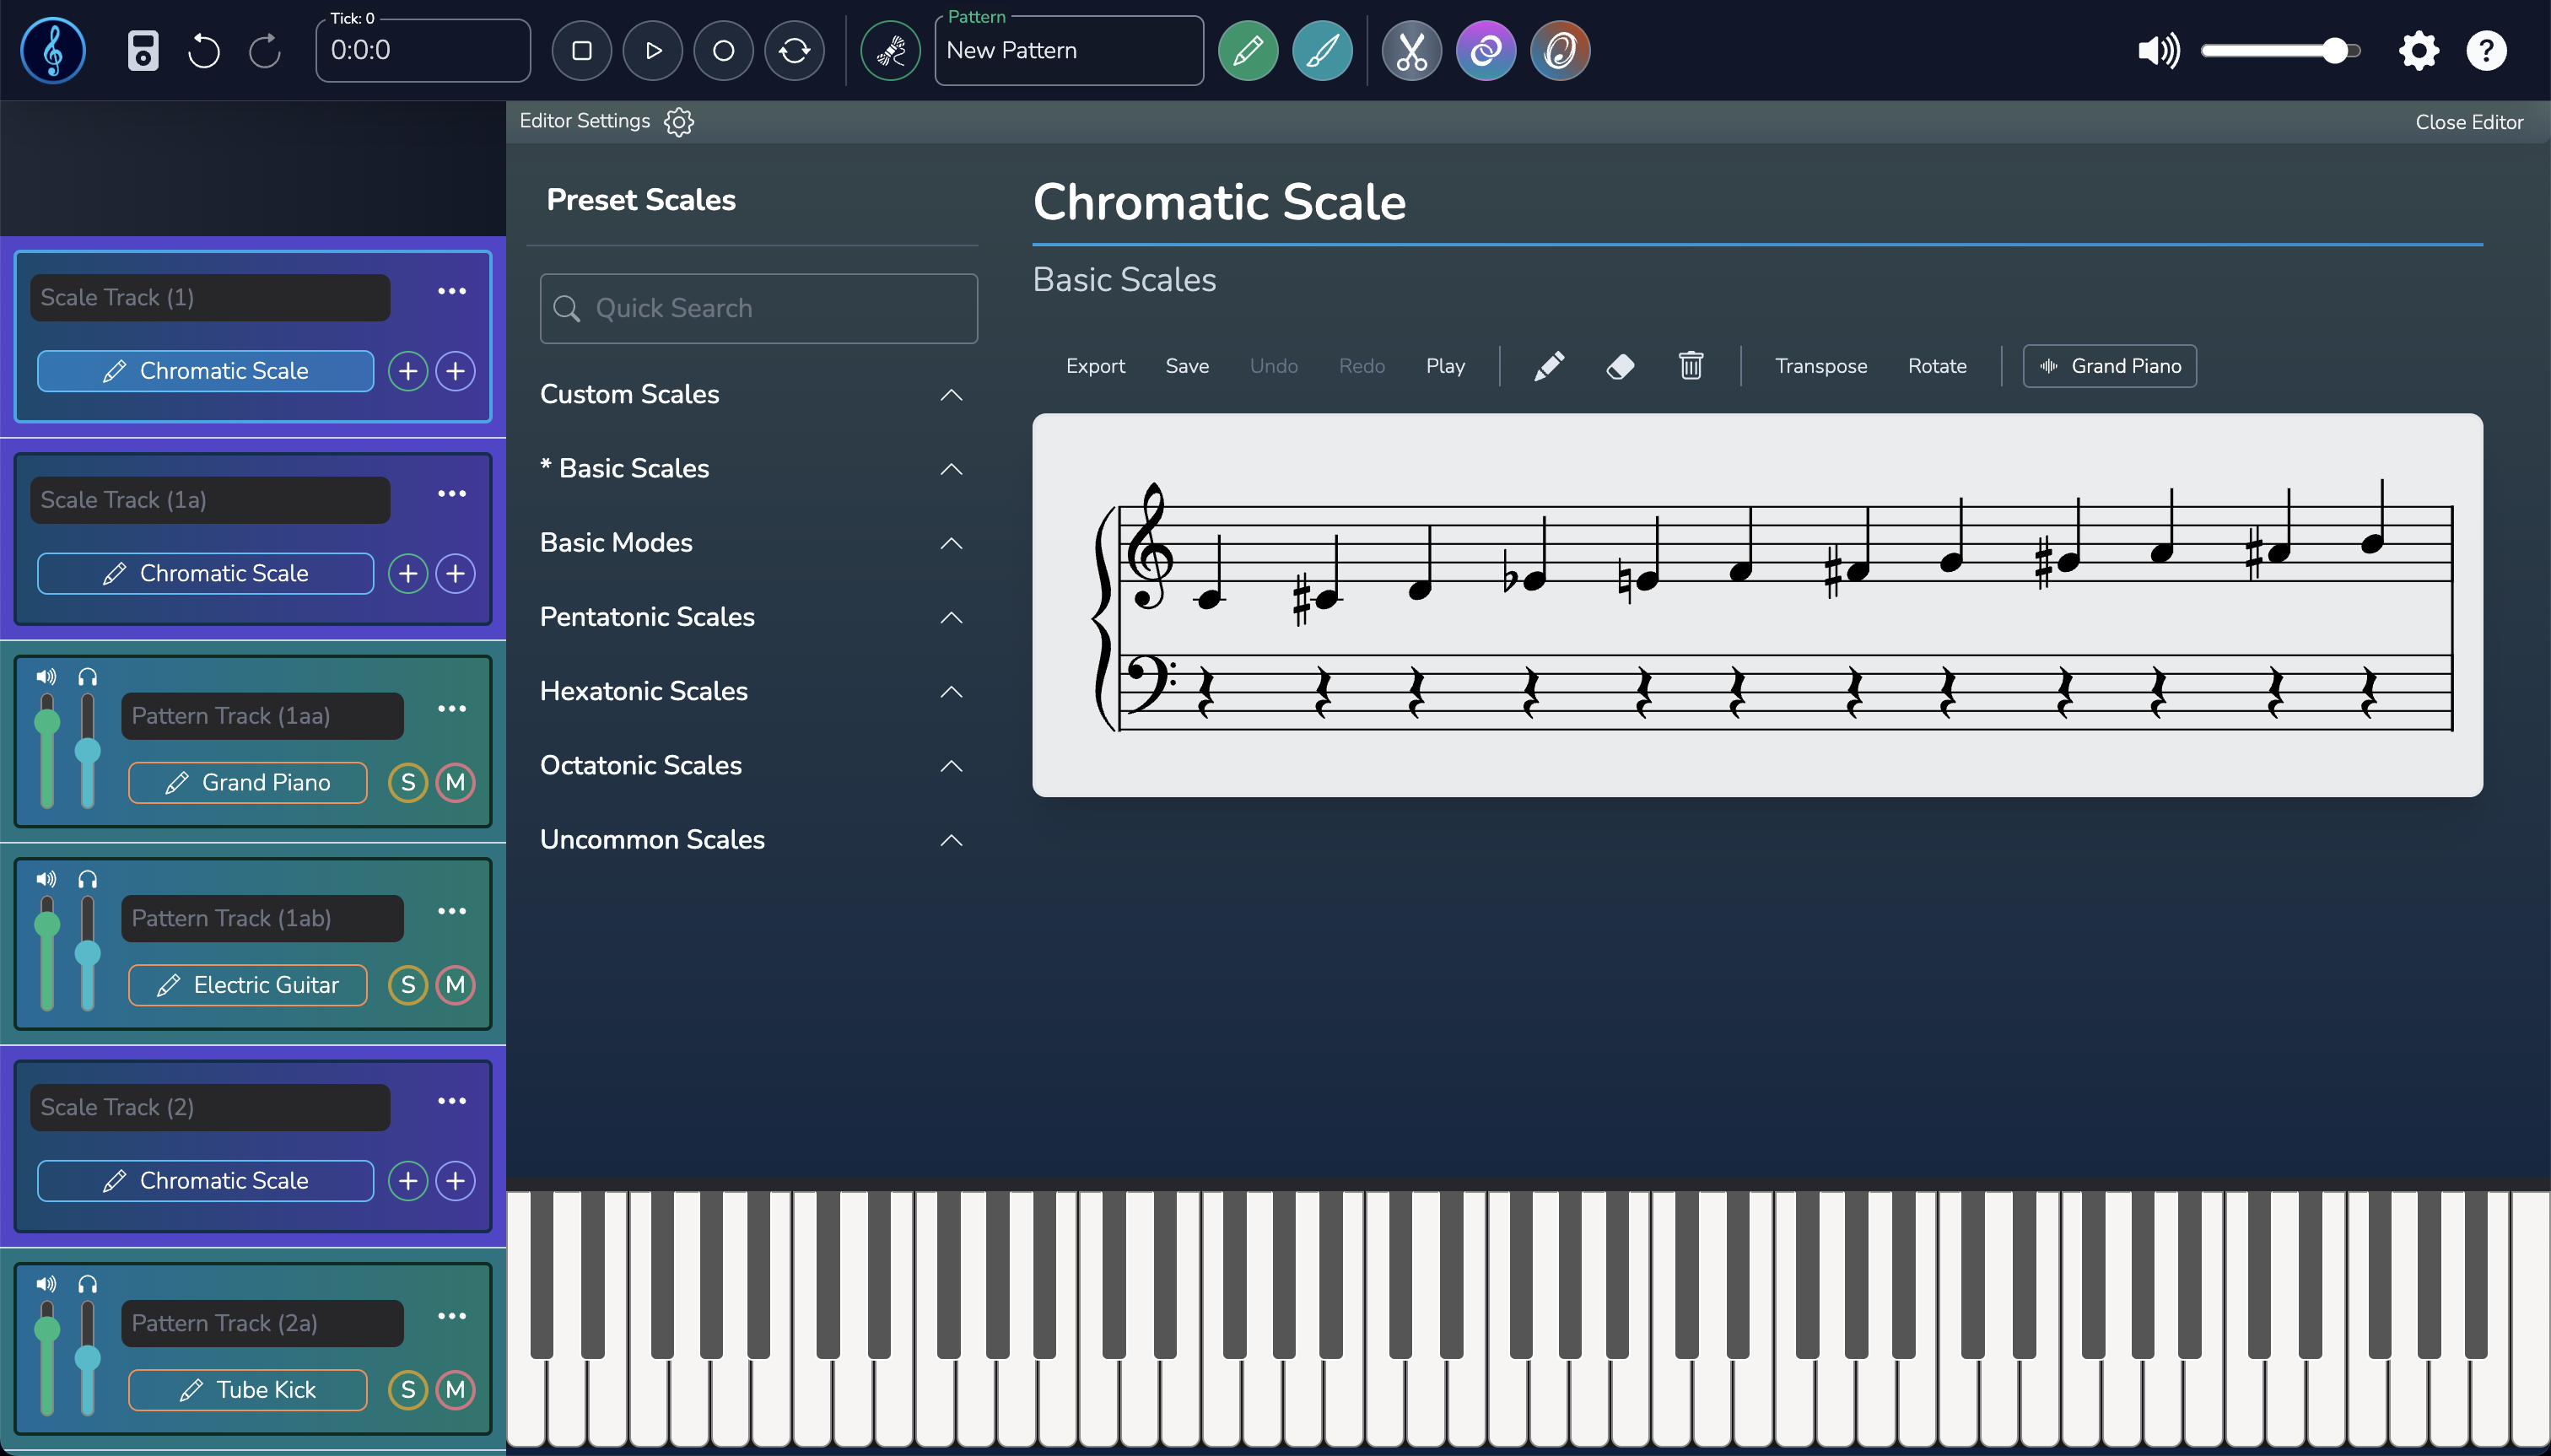 Tick: 0
0:0:0
Pattern
New Pattern
?
Editor Settings
Close Editor
Scale Track (1)
Chromatic Scale
Scale Track (1a)
Chromatic Scale
Pattern Track (1aa)
Grand Piano
S M
Pattern Track (1ab)
Electric Guitar
S M
Scale Track (2)
Chromatic Scale
Pattern Track (2a)
Tube Kick
S M
Preset Scales
Quick Search
Custom Scales
* Basic Scales
Basic Modes
Pentatonic Scales
Hexatonic Scales
Octatonic Scales
Uncommon Scales
Chromatic Scale
Basic Scales
Export Save Undo Redo Play Transpose Rotate Grand Piano